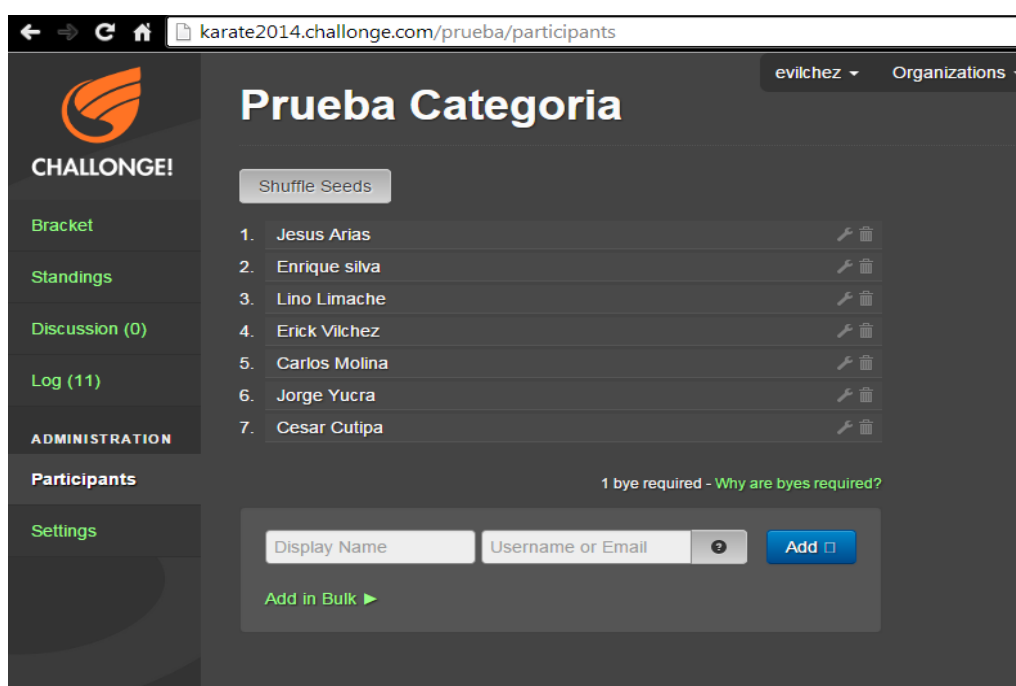 karate2014.challonge.com/prueba/participants
evilchez Organizations
Prueba Categoria
CHALLONGE!
Shuffle Seeds
Bracket
Standings
Discussion (0)
Log (11)
ADMINISTRATION
Participants
Settings
1. Jesus Arias
2. Enrique silva
3. Lino Limache
4. Erick Vilchez
5. Carlos Molina
6. Jorge Yucra
7. Cesar Cutipa
1 bye required - Why are byes required?
Display Name Username or Email ? Add
Add in Bulk ►